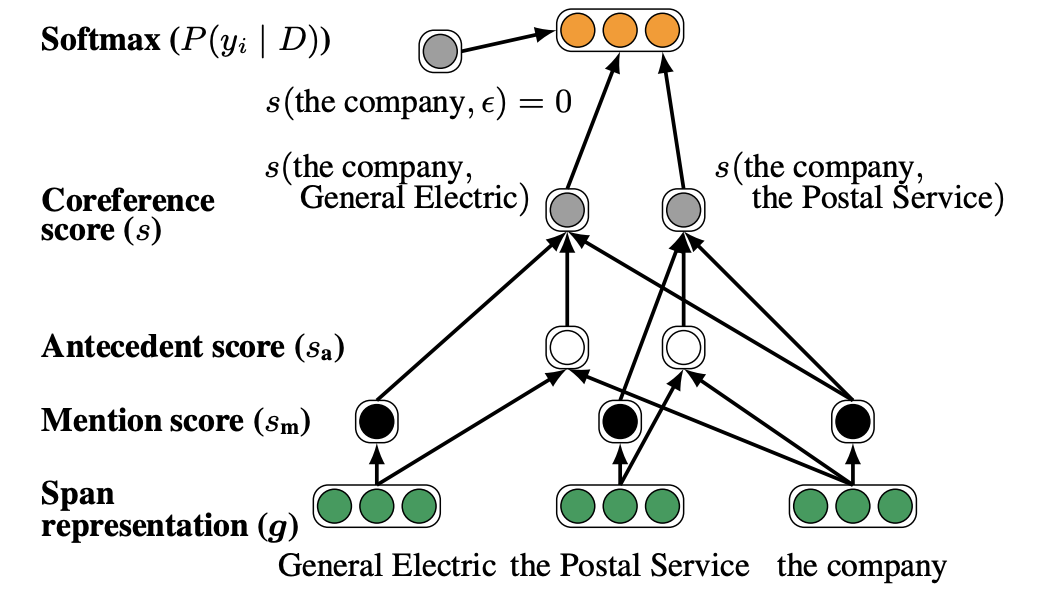 Softmax (P(yᵢ | D))
s(the company, ϵ) = 0
s(the company,
General Electric)
s(the company,
the Postal Service)
Coreference
score (s)
Antecedent score (sₐ)
Mention score (sₘ)
Span
representation (g)
General Electric the Postal Service the company